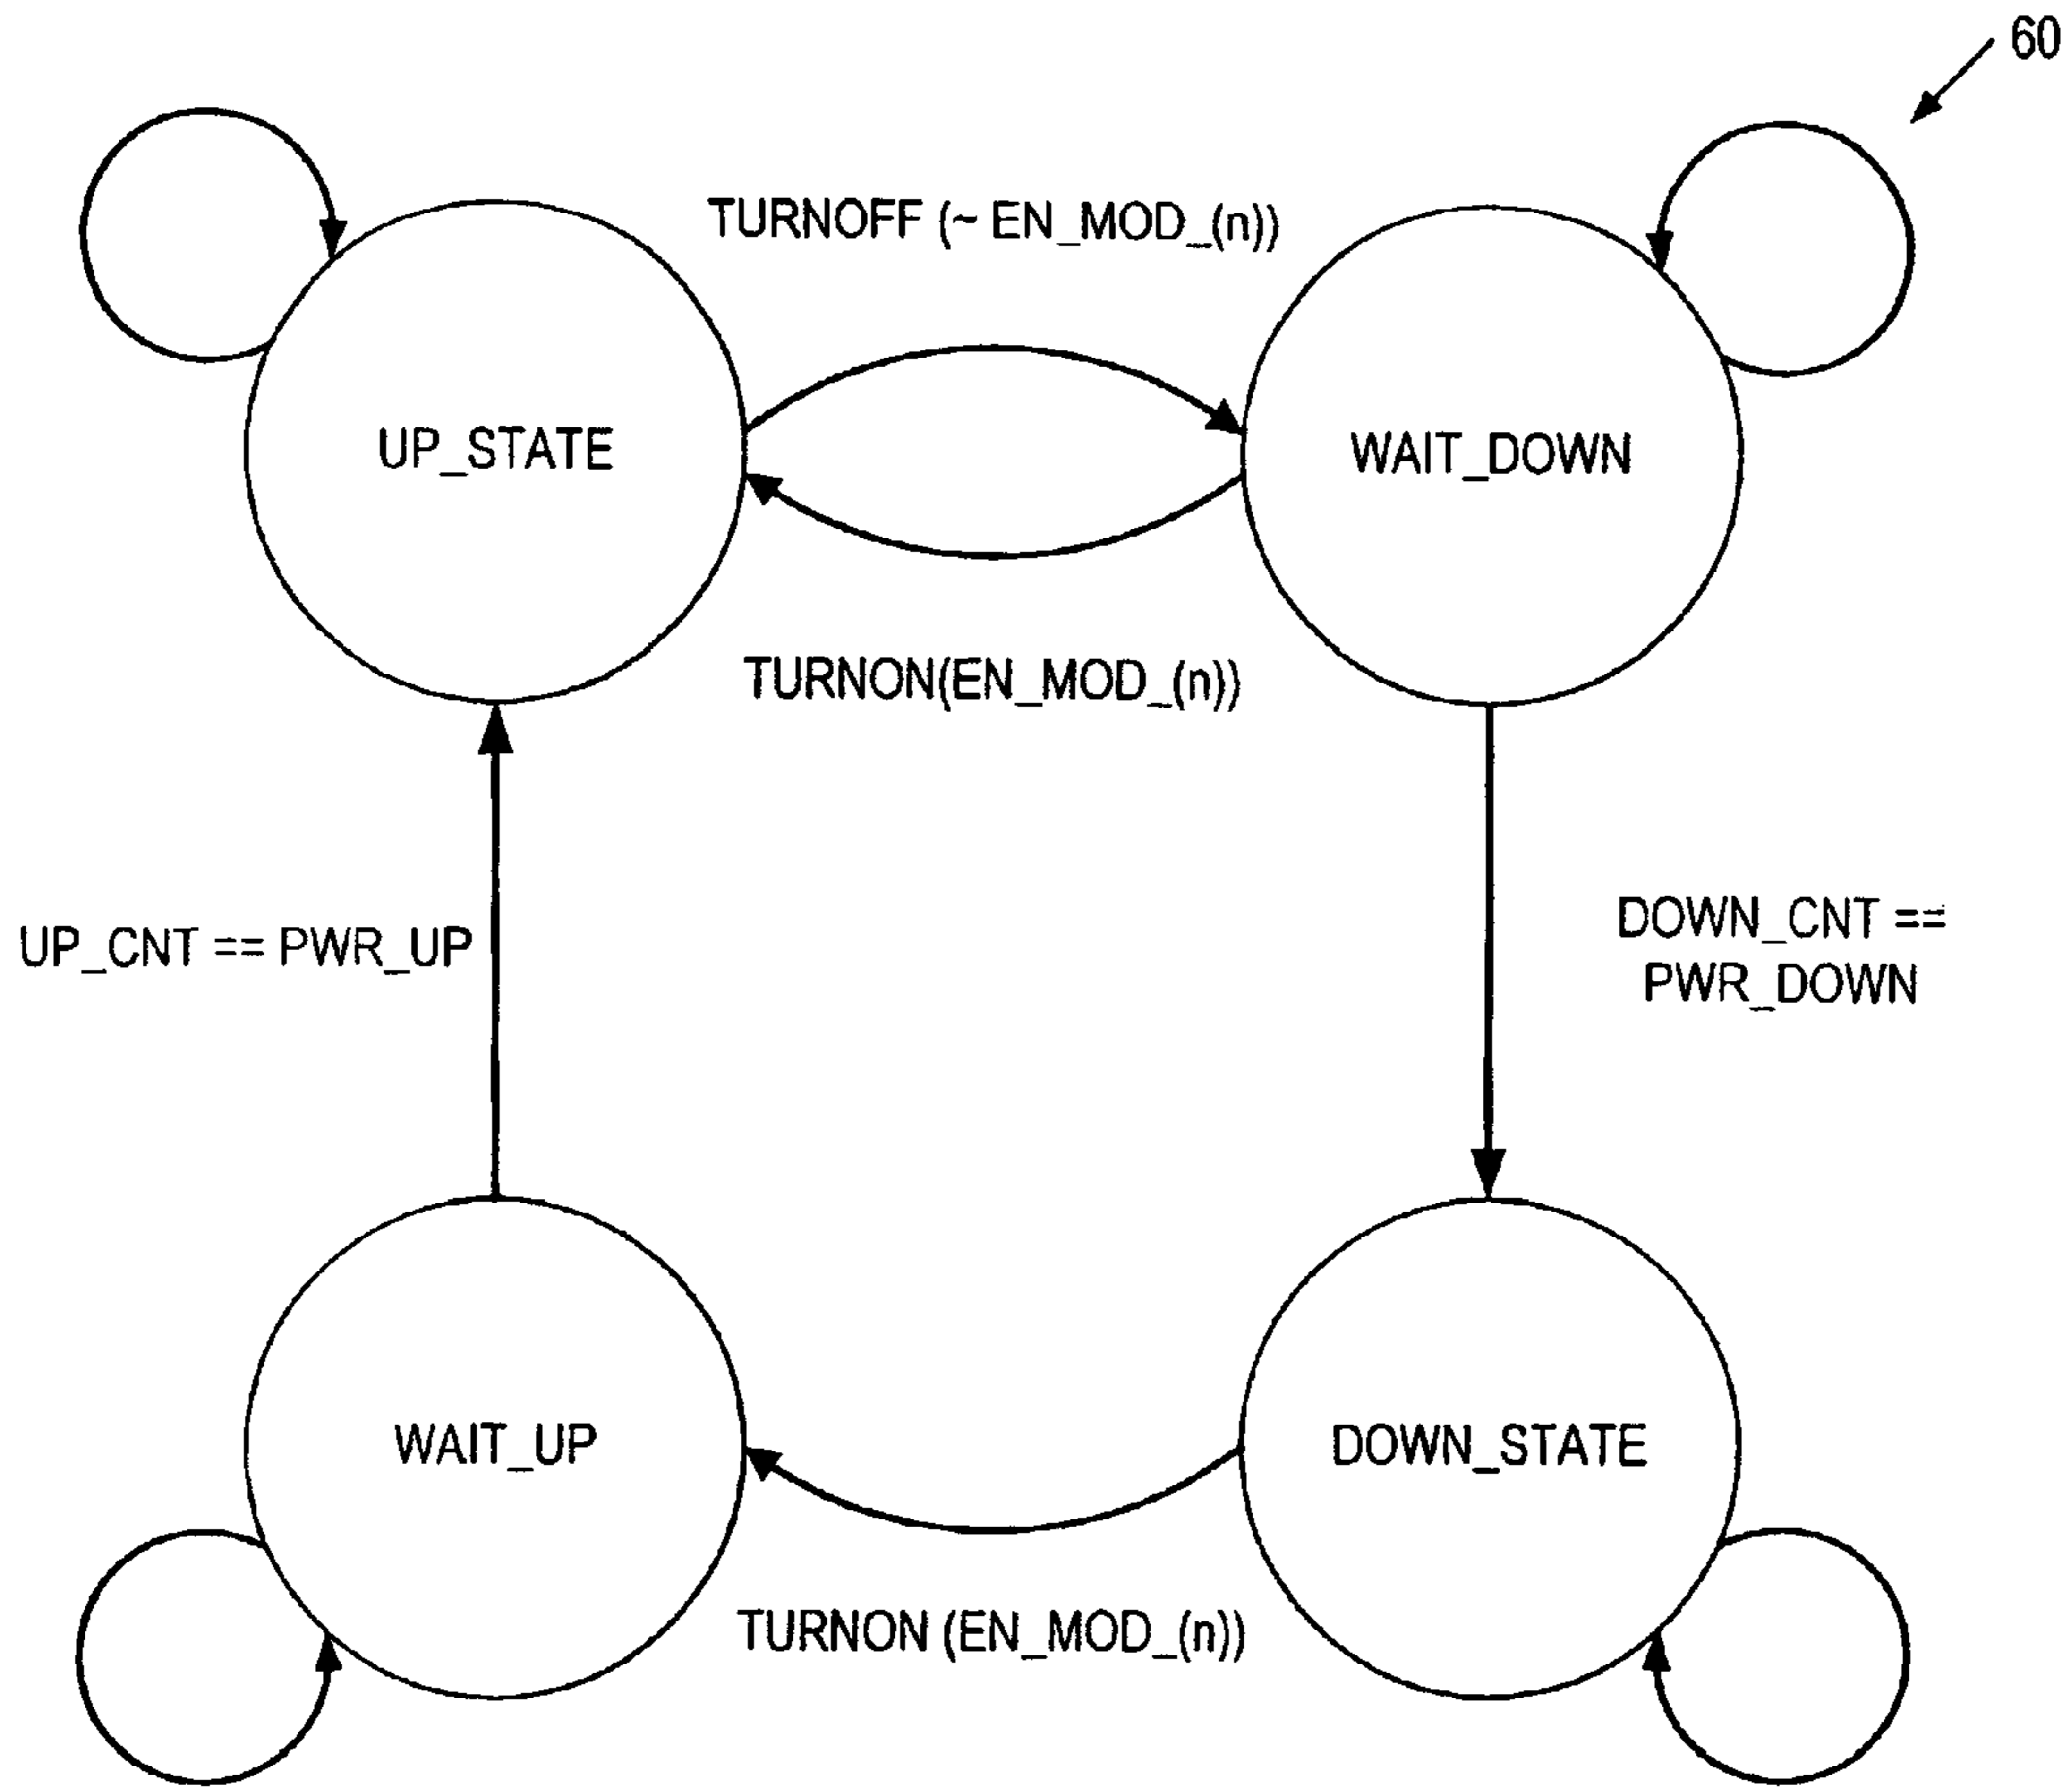 60
TURNOFF (~ EN_MOD_(n))
UP_STATE
WAIT_DOWN
TURNON(EN_MOD_(n))
UP_CNT == PWR_UP
DOWN_CNT ==
PWR_DOWN
WAIT_UP
DOWN_STATE
TURNON (EN_MOD_(n))